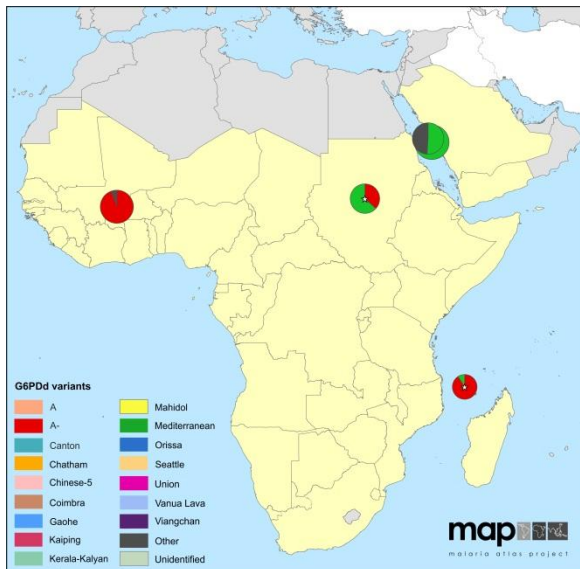 G6PDd variants
A
A-
Canton
Chatham
Chinese-5
Coimbra
Gaohe
Kaiping
Kerala-Kalyan
Mahidol
Mediterranean
Orissa
Seattle
Union
Vanua Lava
Viangchan
Other
Unidentified
map
malaria atlas project